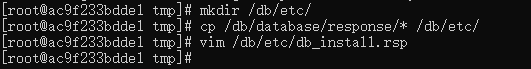 [root@ac9f233bdde1 tmp]# mkdir /db/etc/
[root@ac9f233bdde1 tmp]# cp /db/database/response/* /db/etc/
[root@ac9f233bdde1 tmp]# vim /db/etc/db_install.rsp
[root@ac9f233bdde1 tmp]#